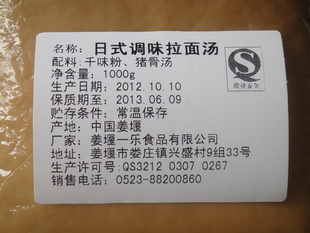 名称：日式调味拉面汤
配料：千味粉、猪骨汤
净含量：1000g
生产日期：2012.10.10
保质期至：2013.06.09
贮存条件：常温保存
产地：中国姜堰
厂家：姜堰一乐食品有限公司
地址：姜堰市娄庄镇兴盛村9组33号
生产许可号：QS3212 0307 0267
销售电话：0523-88200860
质量安全